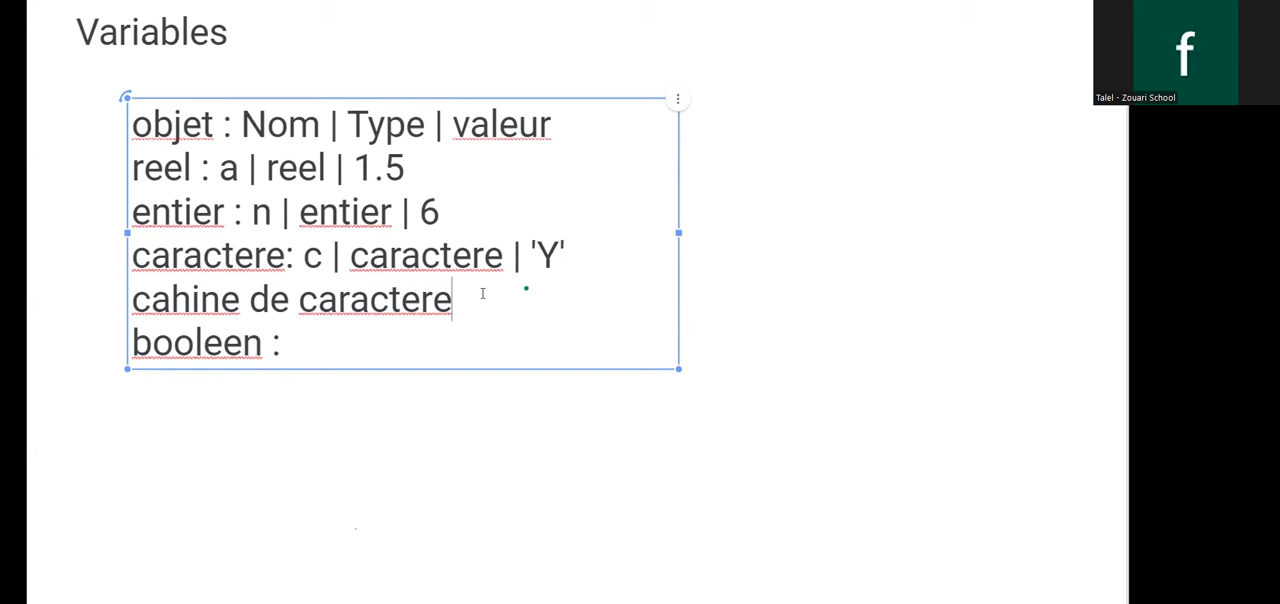 Variables
f
Talel - Zouari School
objet : Nom | Type | valeur
reel : a | reel | 1.5
entier : n | entier | 6
caractere: c | caractere | 'Y'
cahine de caractere
booleen :